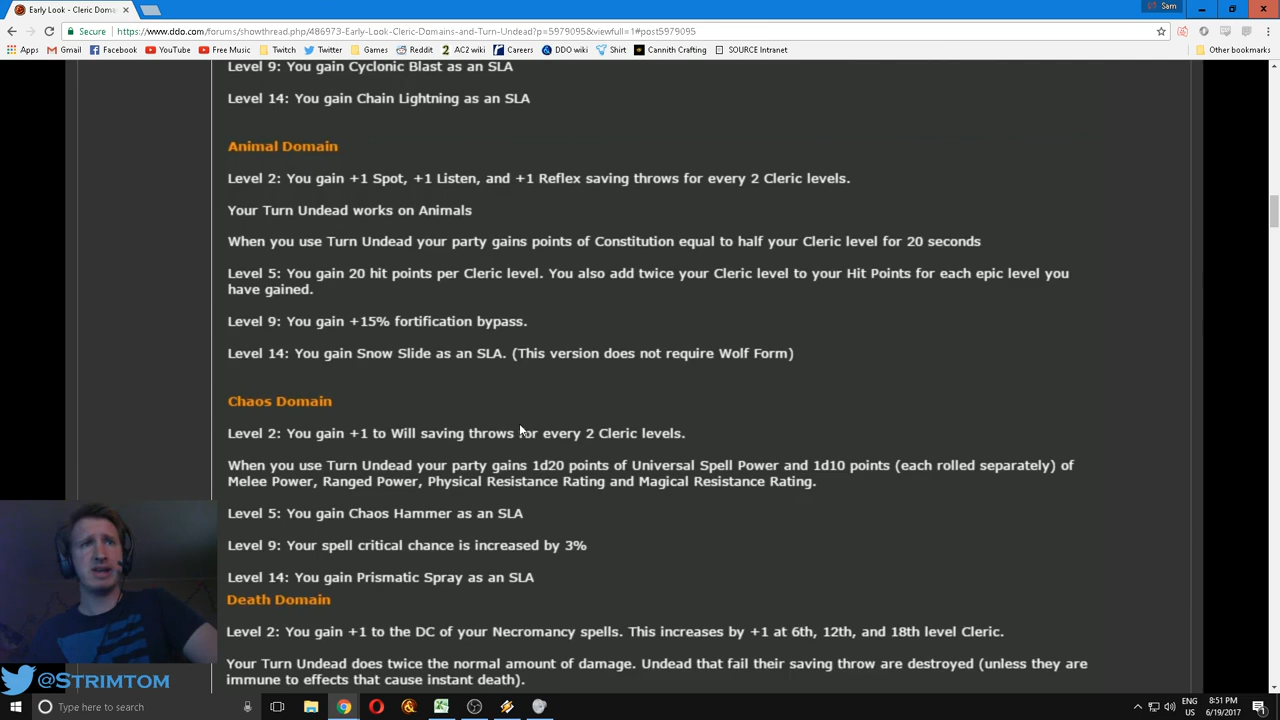 Early Look - Cleric Dom
Sam
Secure
https://www.ddo.com/forums/showthread.php/486973-Early-Look-Cleric-Domains-and-Turn-Undead?p=5979095&viewfull=1#post5979095
Apps Gmail Facebook YouTube Free Music Twitch Twitter Games Reddit AC2 wiki Careers DDO wiki Shirt Cannith Crafting SOURCE Intranet Other bookmarks
Level 9: You gain Cyclonic Blast as an SLA
Level 14: You gain Chain Lightning as an SLA
Animal Domain
Level 2: You gain +1 Spot, +1 Listen, and +1 Reflex saving throws for every 2 Cleric levels.
Your Turn Undead works on Animals
When you use Turn Undead your party gains points of Constitution equal to half your Cleric level for 20 seconds
Level 5: You gain 20 hit points per Cleric level. You also add twice your Cleric level to your Hit Points for each epic level you
have gained.
Level 9: You gain +15% fortification bypass.
Level 14: You gain Snow Slide as an SLA. (This version does not require Wolf Form)
Chaos Domain
Level 2: You gain +1 to Will saving throws for every 2 Cleric levels.
When you use Turn Undead your party gains 1d20 points of Universal Spell Power and 1d10 points (each rolled separately) of
Melee Power, Ranged Power, Physical Resistance Rating and Magical Resistance Rating.
Level 5: You gain Chaos Hammer as an SLA
Level 9: Your spell critical chance is increased by 3%
Level 14: You gain Prismatic Spray as an SLA
Death Domain
Level 2: You gain +1 to the DC of your Necromancy spells. This increases by +1 at 6th, 12th, and 18th level Cleric.
Your Turn Undead does twice the normal amount of damage. Undead that fail their saving throw are destroyed (unless they are
immune to effects that cause instant death).
@STRIMTOM
Type here to search
ENG
US
8:51 PM
6/19/2017